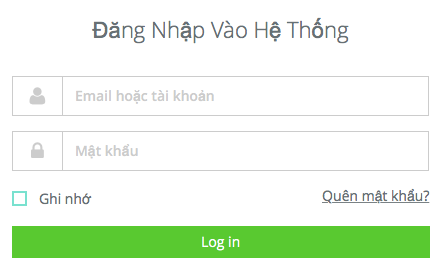 Đăng Nhập Vào Hệ Thống
Email hoặc tài khoản
Mật khẩu
Ghi nhớ
Quên mật khẩu?
Log in